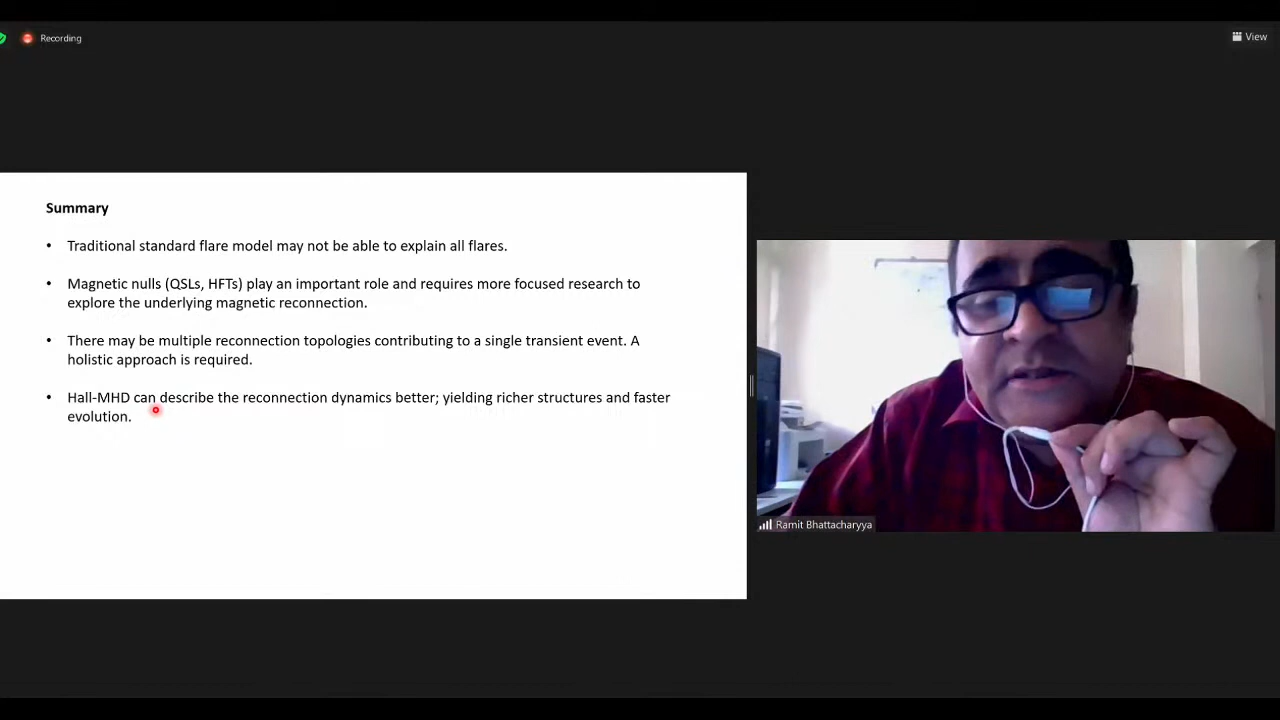 Recording
View
Summary
• Traditional standard flare model may not be able to explain all flares.
• Magnetic nulls (QSLs, HFTs) play an important role and requires more focused research to
explore the underlying magnetic reconnection.
• There may be multiple reconnection topologies contributing to a single transient event. A
holistic approach is required.
• Hall-MHD can describe the reconnection dynamics better; yielding richer structures and faster
evolution.
Ramit Bhattacharyya